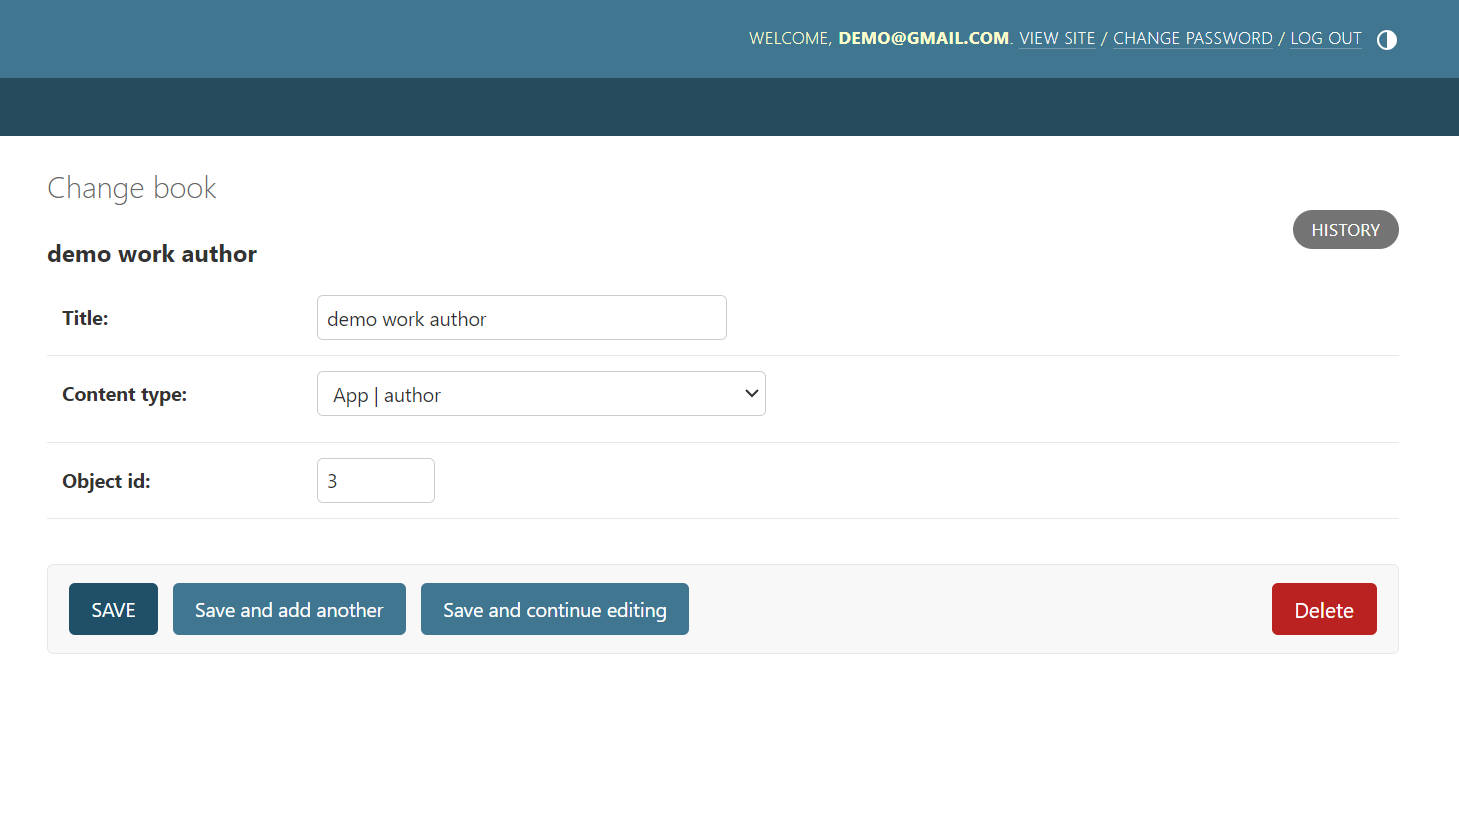 WELCOME, DEMO@GMAIL.COM. VIEW SITE / CHANGE PASSWORD / LOG OUT
Change book
HISTORY
demo work author
Title: demo work author
Content type: App | author
Object id: 3
SAVE Save and add another Save and continue editing Delete